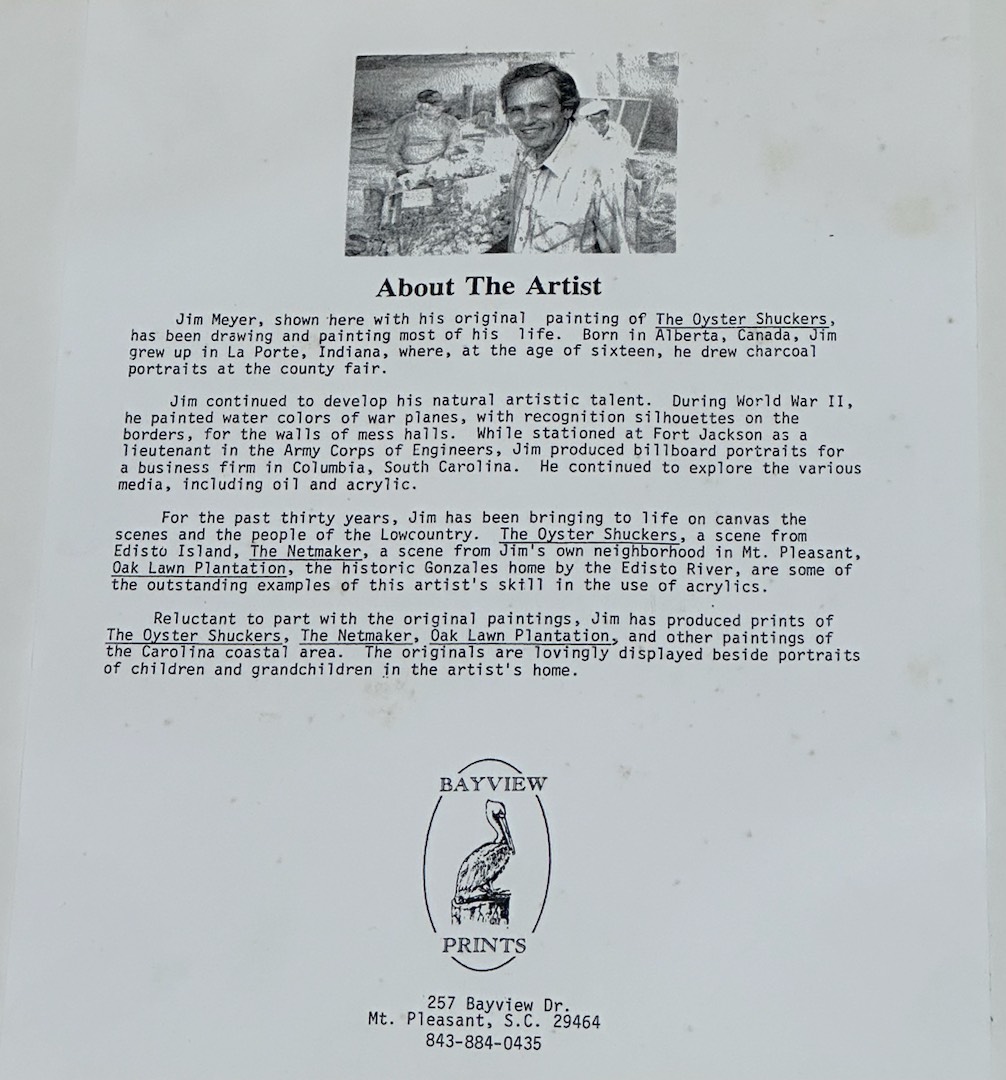 About The Artist
Jim Meyer, shown here with his original painting of The Oyster Shuckers,
has been drawing and painting most of his life. Born in Alberta, Canada, Jim
grew up in La Porte, Indiana, where, at the age of sixteen, he drew charcoal
portraits at the county fair.
Jim continued to develop his natural artistic talent. During World War II,
he painted water colors of war planes, with recognition silhouettes on the
borders, for the walls of mess halls. While stationed at Fort Jackson as a
lieutenant in the Army Corps of Engineers, Jim produced billboard portraits for
a business firm in Columbia, South Carolina. He continued to explore the various
media, including oil and acrylic.
For the past thirty years, Jim has been bringing to life on canvas the
scenes and the people of the Lowcountry. The Oyster Shuckers, a scene from
Edisto Island, The Netmaker, a scene from Jim's own neighborhood in Mt. Pleasant,
Oak Lawn Plantation, the historic Gonzales home by the Edisto River, are some of
the outstanding examples of this artist's skill in the use of acrylics.
Reluctant to part with the original paintings, Jim has produced prints of
The Oyster Shuckers, The Netmaker, Oak Lawn Plantation, and other paintings of
the Carolina coastal area. The originals are lovingly displayed beside portraits
of children and grandchildren in the artist's home.
BAYVIEW
PRINTS
257 Bayview Dr.
Mt. Pleasant, S.C. 29464
843-884-0435